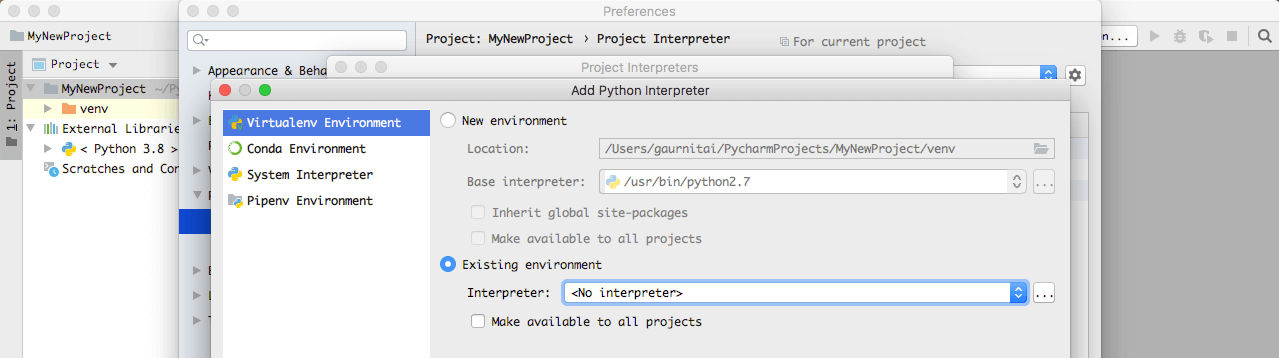 Preferences
MyNewProject
Project: MyNewProject › Project Interpreter
For current project
n...
1: Project
Project
Appearance & Beha
Project Interpreters
MyNewProject ~/Py
Add Python Interpreter
venv
Virtualenv Environment
New environment
External Librarie
Conda Environment
Location:
/Users/gaurnitai/PycharmProjects/MyNewProject/venv
< Python 3.8 >
System Interpreter
Base interpreter:
/usr/bin/python2.7
...
Scratches and Con
Pipenv Environment
Inherit global site-packages
Make available to all projects
Existing environment
Interpreter:
<No interpreter>
...
Make available to all projects